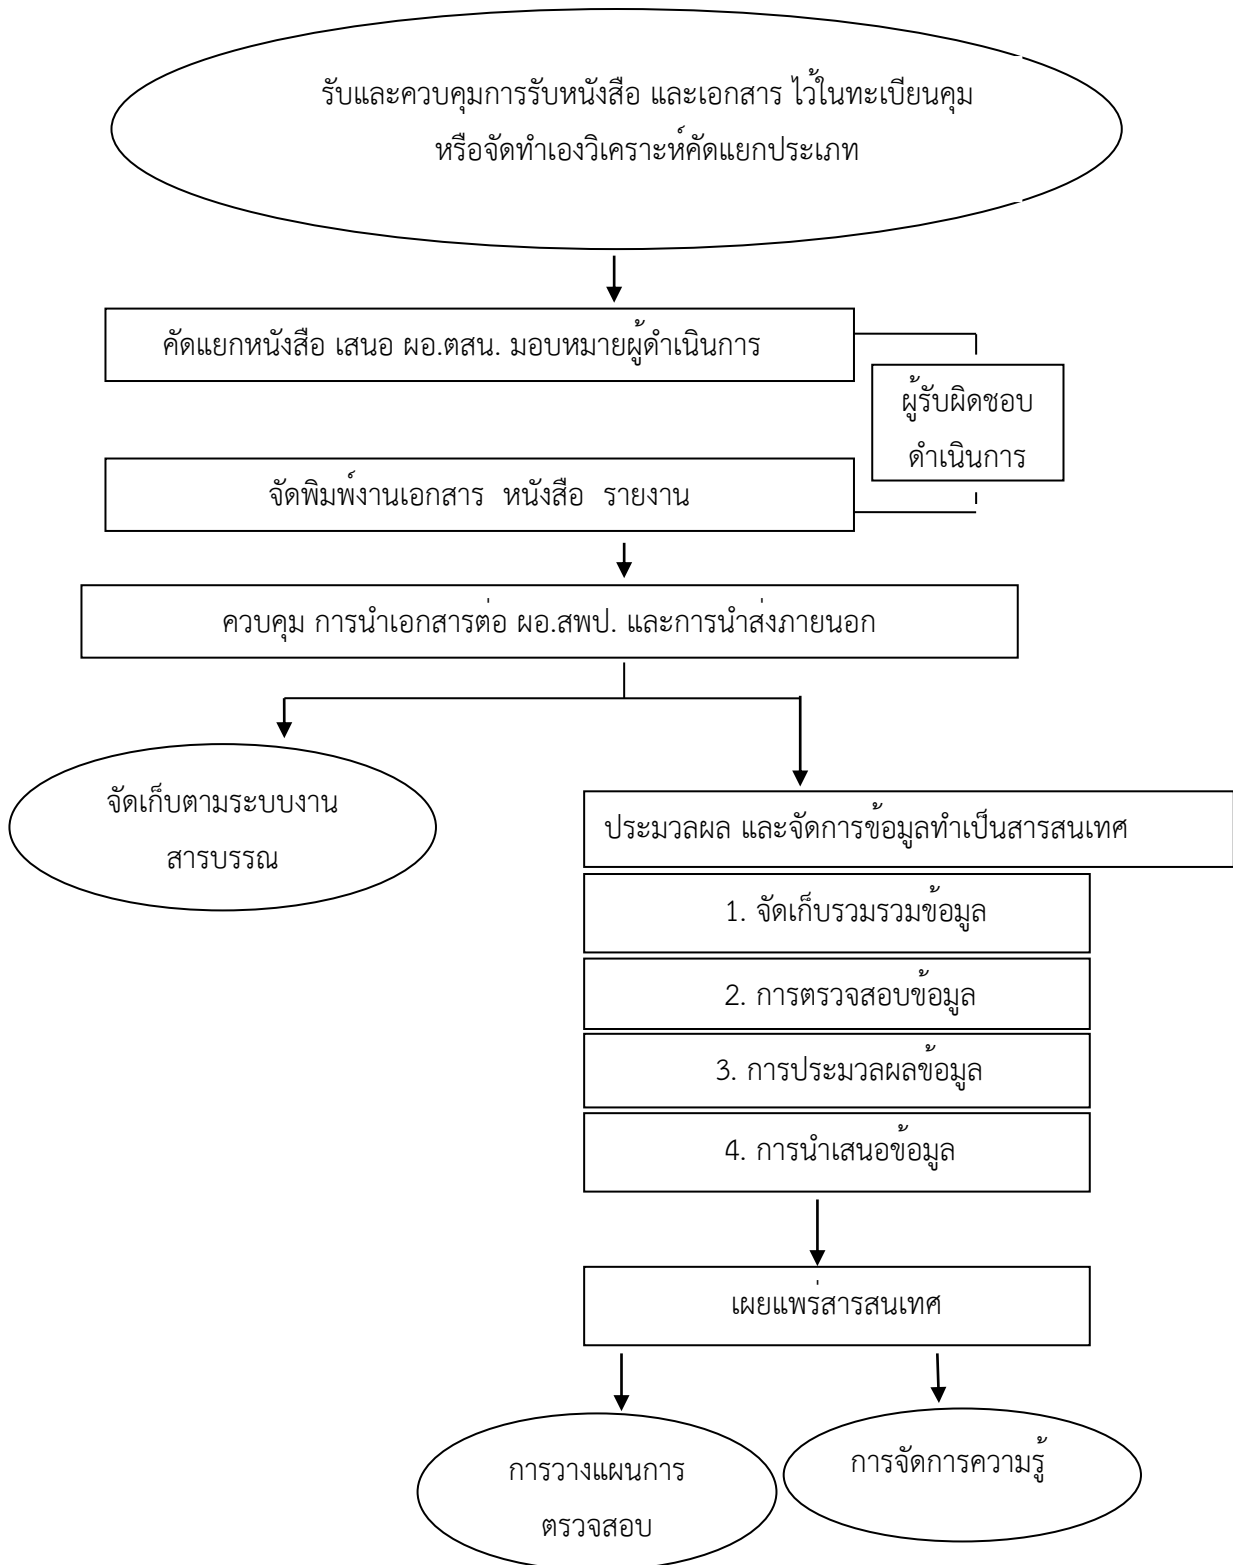 รับและควบคุมการรับหนังสือ และเอกสาร ไว้ในทะเบียนคุม
หรือจัดทำเองวิเคราะห์คัดแยกประเภท
คัดแยกหนังสือ เสนอ ผอ.ตสน. มอบหมายผู้ดำเนินการ
ผู้รับผิดชอบ
ดำเนินการ
จัดพิมพ์งานเอกสาร หนังสือ รายงาน
ควบคุม การนำเอกสารต่อ ผอ.สพป. และการนำส่งภายนอก
จัดเก็บตามระบบงาน
สารบรรณ
ประมวลผล และจัดการข้อมูลทำเป็นสารสนเทศ
1. จัดเก็บรวมรวมข้อมูล
2. การตรวจสอบข้อมูล
3. การประมวลผลข้อมูล
4. การนำเสนอข้อมูล
เผยแพร่สารสนเทศ
การวางแผนการ
ตรวจสอบ
การจัดการความรู้